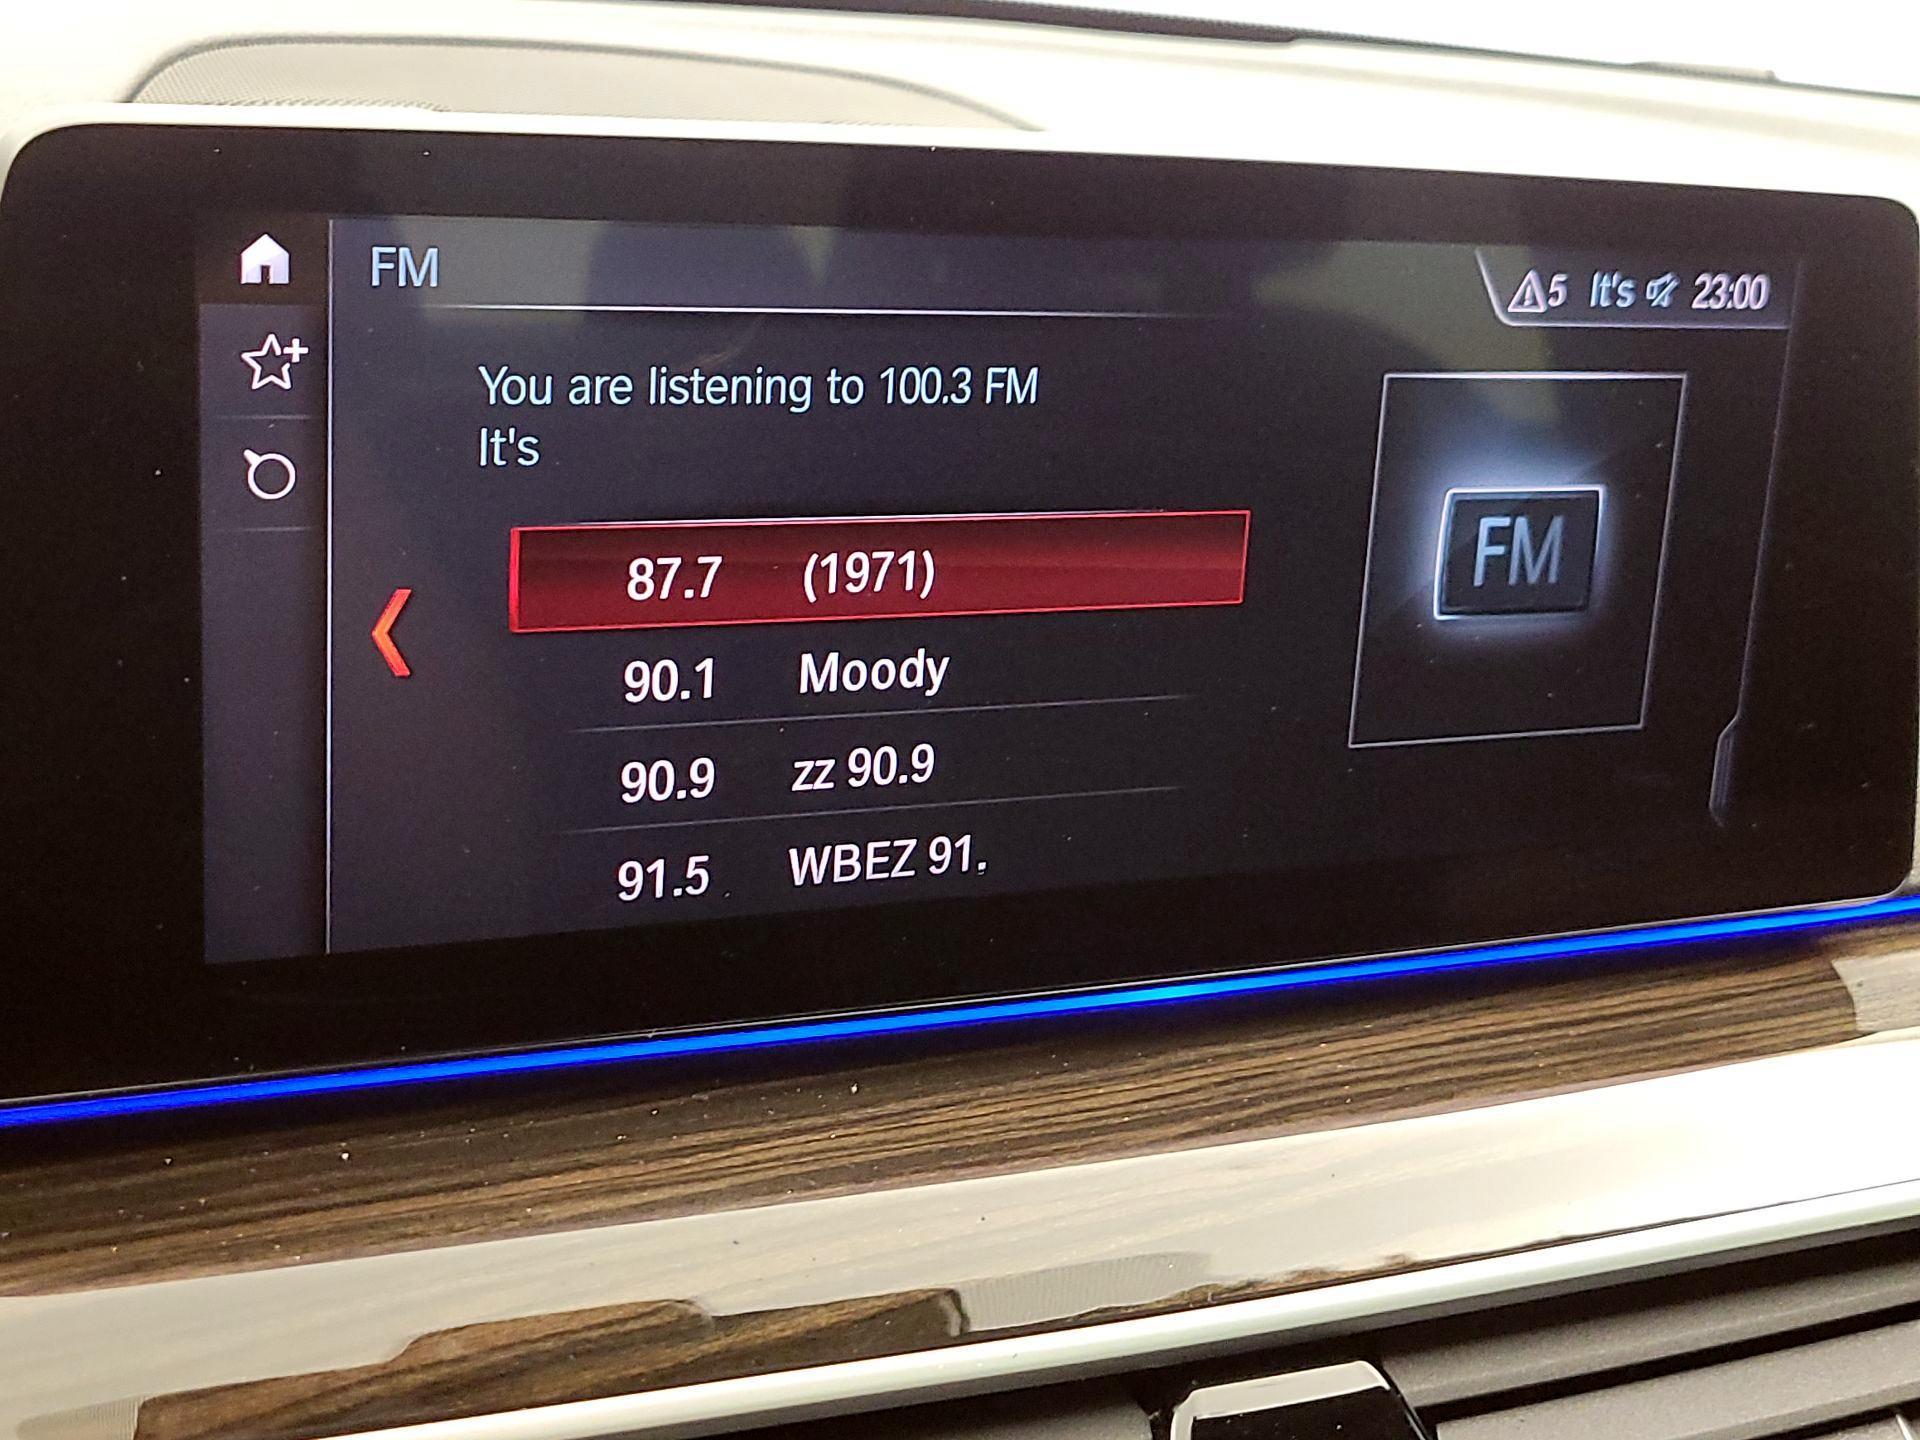 FM
5 It's 23:00
You are listening to 100.3 FM
It's
FM
87.7 (1971)
90.1 Moody
90.9 zz 90.9
91.5 WBEZ 91.